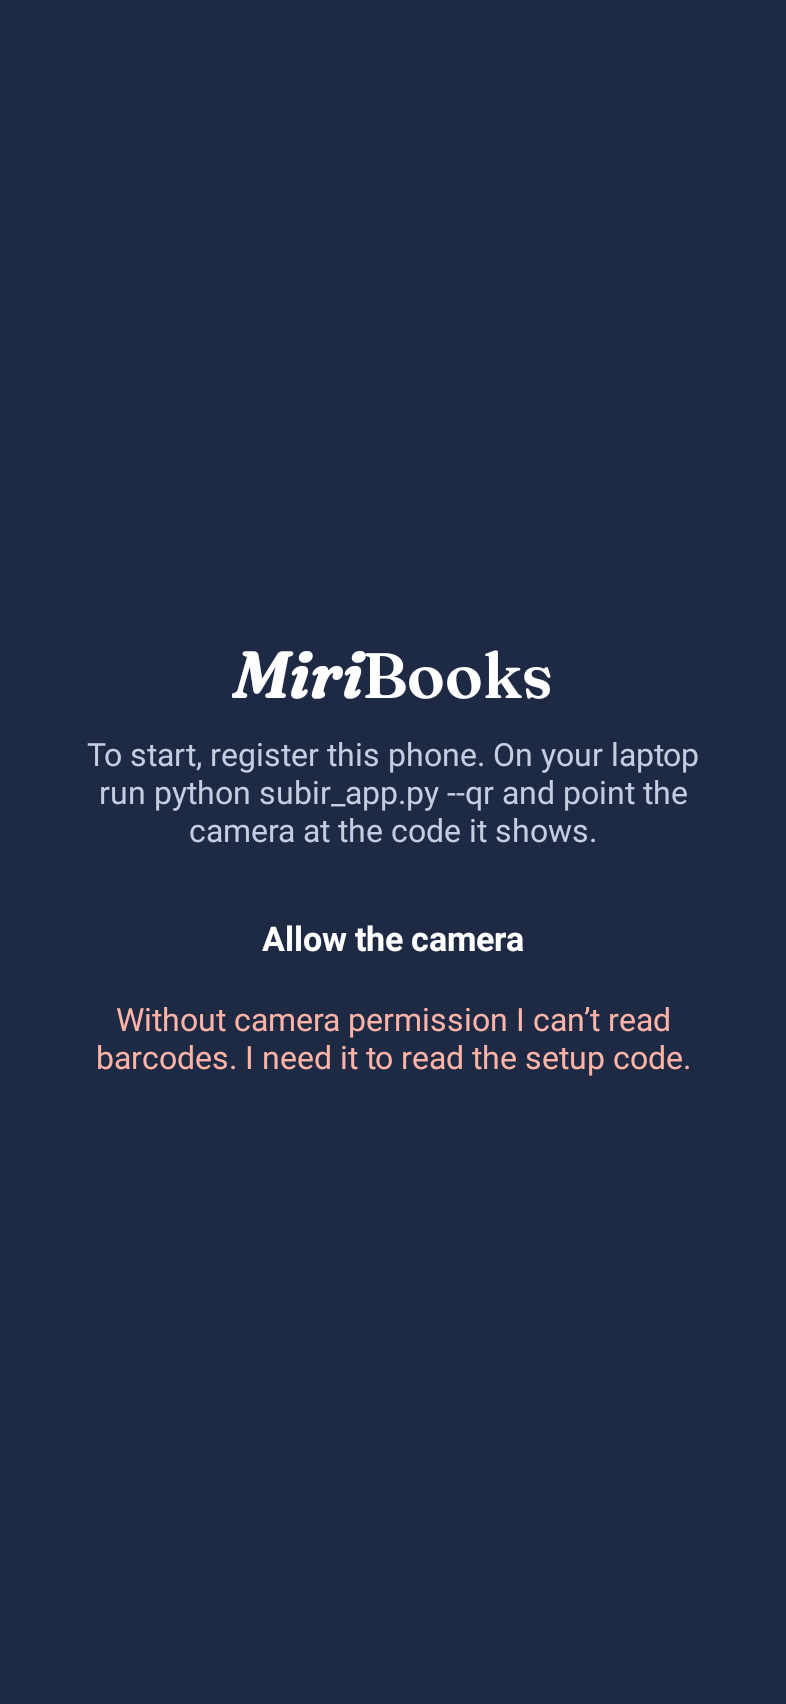 MiriBooks
To start, register this phone. On your laptop
run python subir_app.py --qr and point the
camera at the code it shows.
Allow the camera
Without camera permission I can’t read
barcodes. I need it to read the setup code.